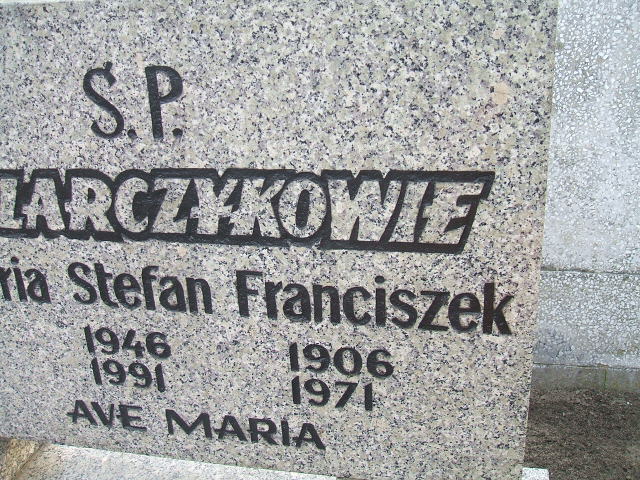 Ś.P.
LARCZYKOWIE
ria Stefan Franciszek
1946 1906
1991 1971
AVE MARIA